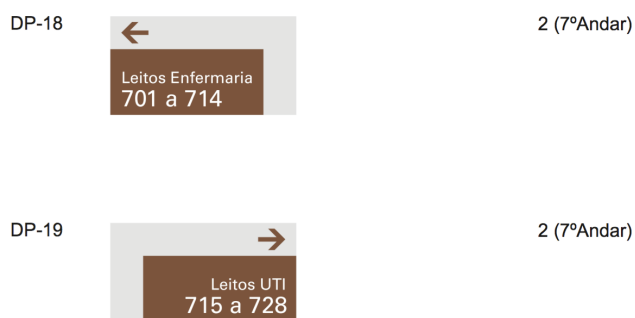 DP-18
←
2 (7ºAndar)
Leitos Enfermaria
701 a 714
DP-19
→
2 (7ºAndar)
Leitos UTI
715 a 728